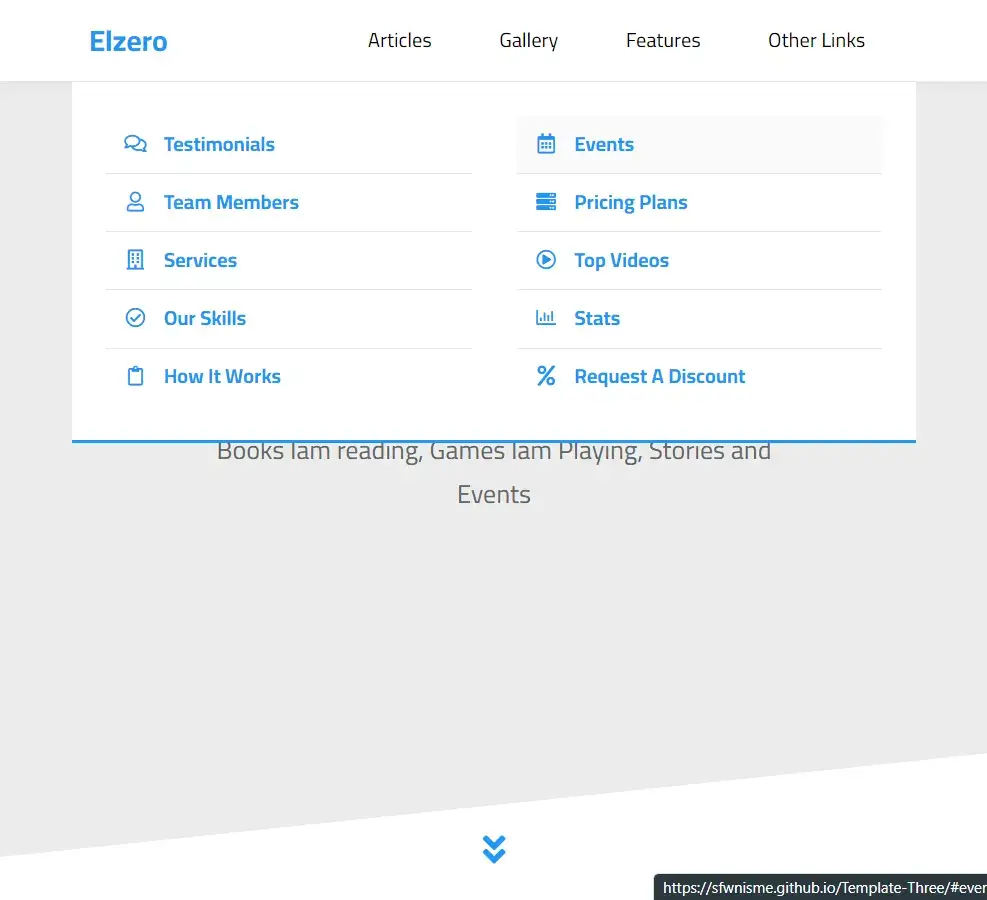 Elzero
Articles
Gallery
Features
Other Links
Testimonials
Team Members
Services
Our Skills
How It Works
Events
Pricing Plans
Top Videos
Stats
Request A Discount
Books Iam reading, Games Iam Playing, Stories and
Events
https://sfwnisme.github.io/Template-Three/#ever